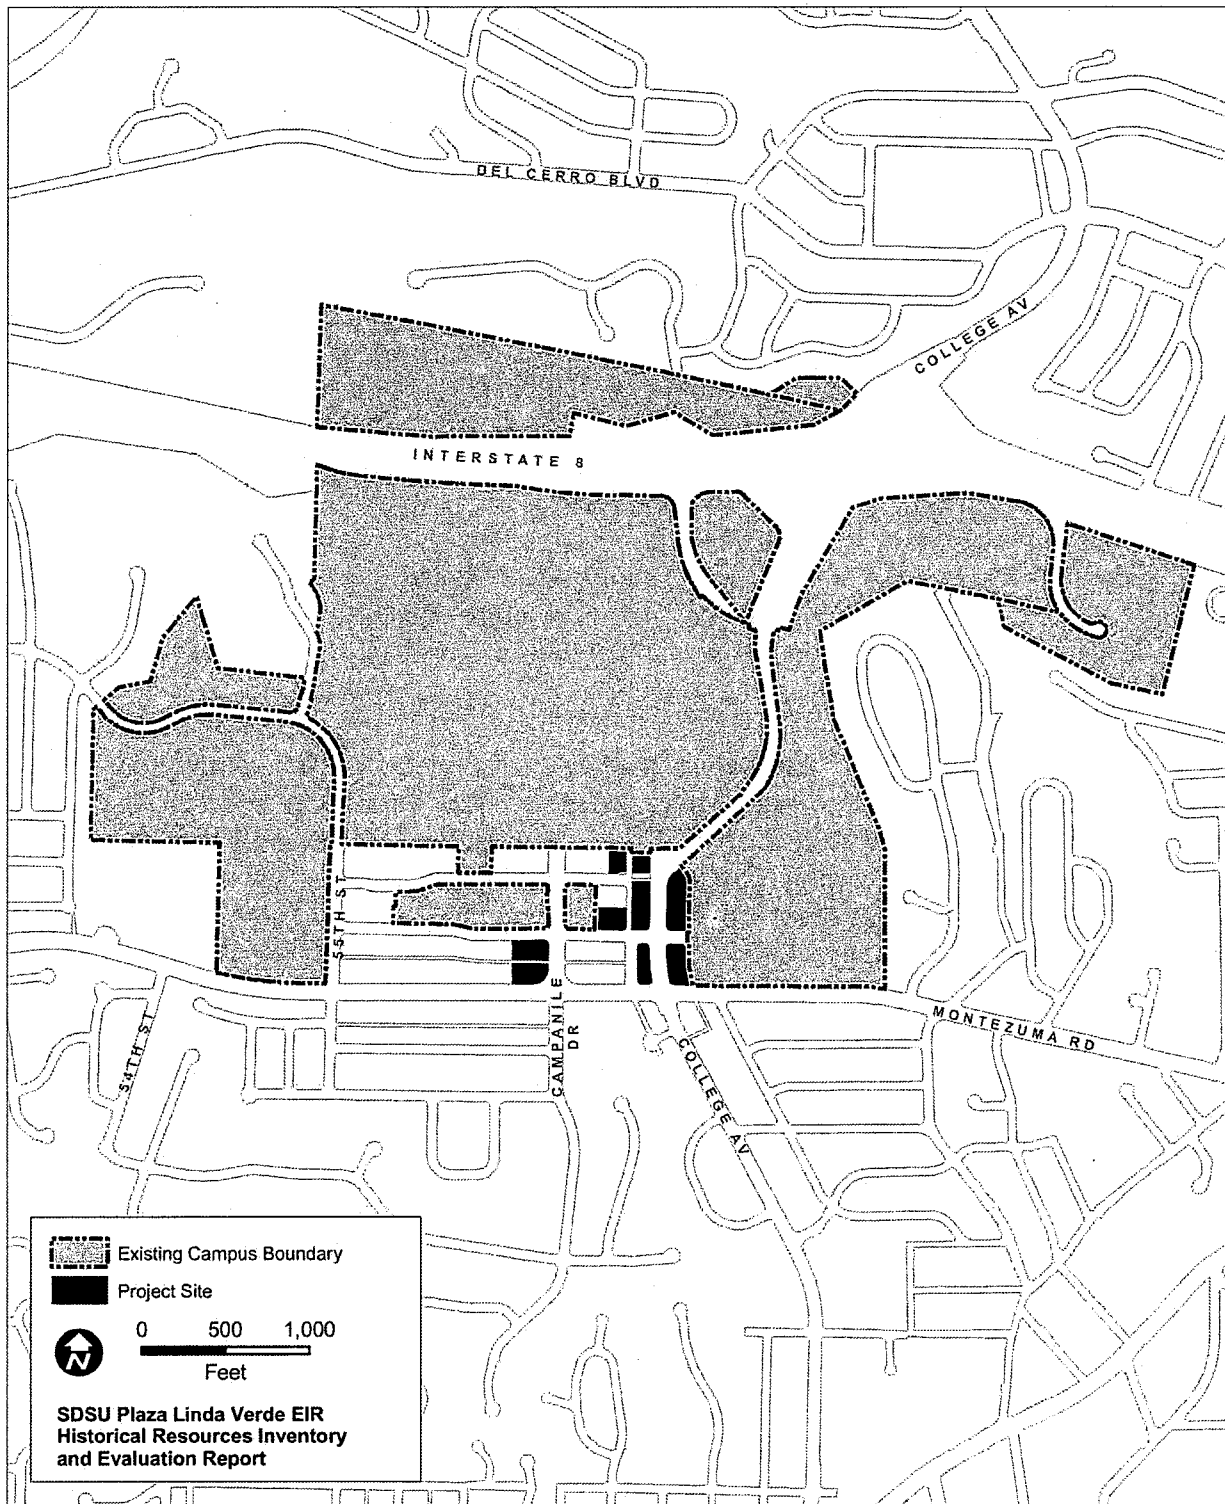 DEL CERRO BLVD
COLLEGE AV
INTERSTATE 8
55TH ST
54TH ST
CAMPANILE
DR
COLLEGE AV
MONTEZUMA RD
Existing Campus Boundary
Project Site
N
0 500 1,000
Feet
SDSU Plaza Linda Verde EIR
Historical Resources Inventory
and Evaluation Report